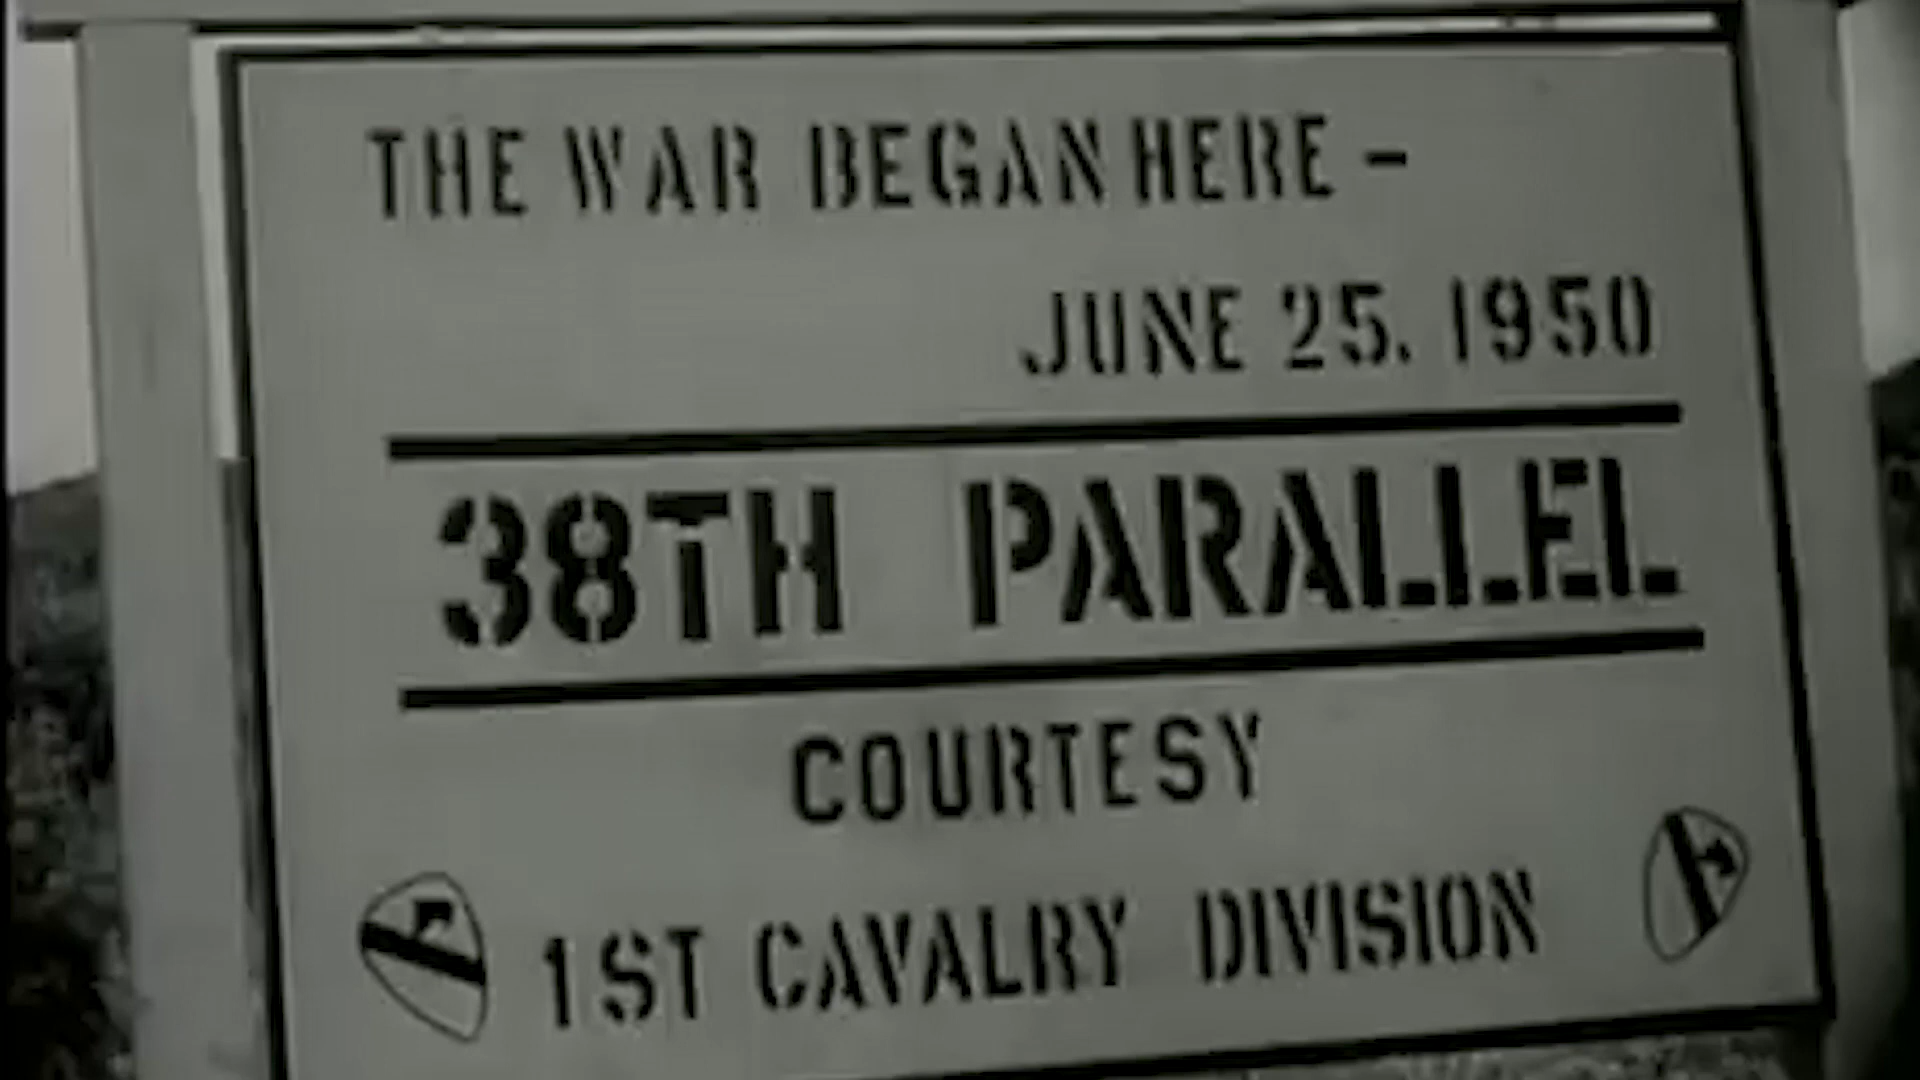 THE WAR BEGAN HERE –
JUNE 25. 1950
38TH PARALLEL
COURTESY
1ST CAVALRY DIVISION